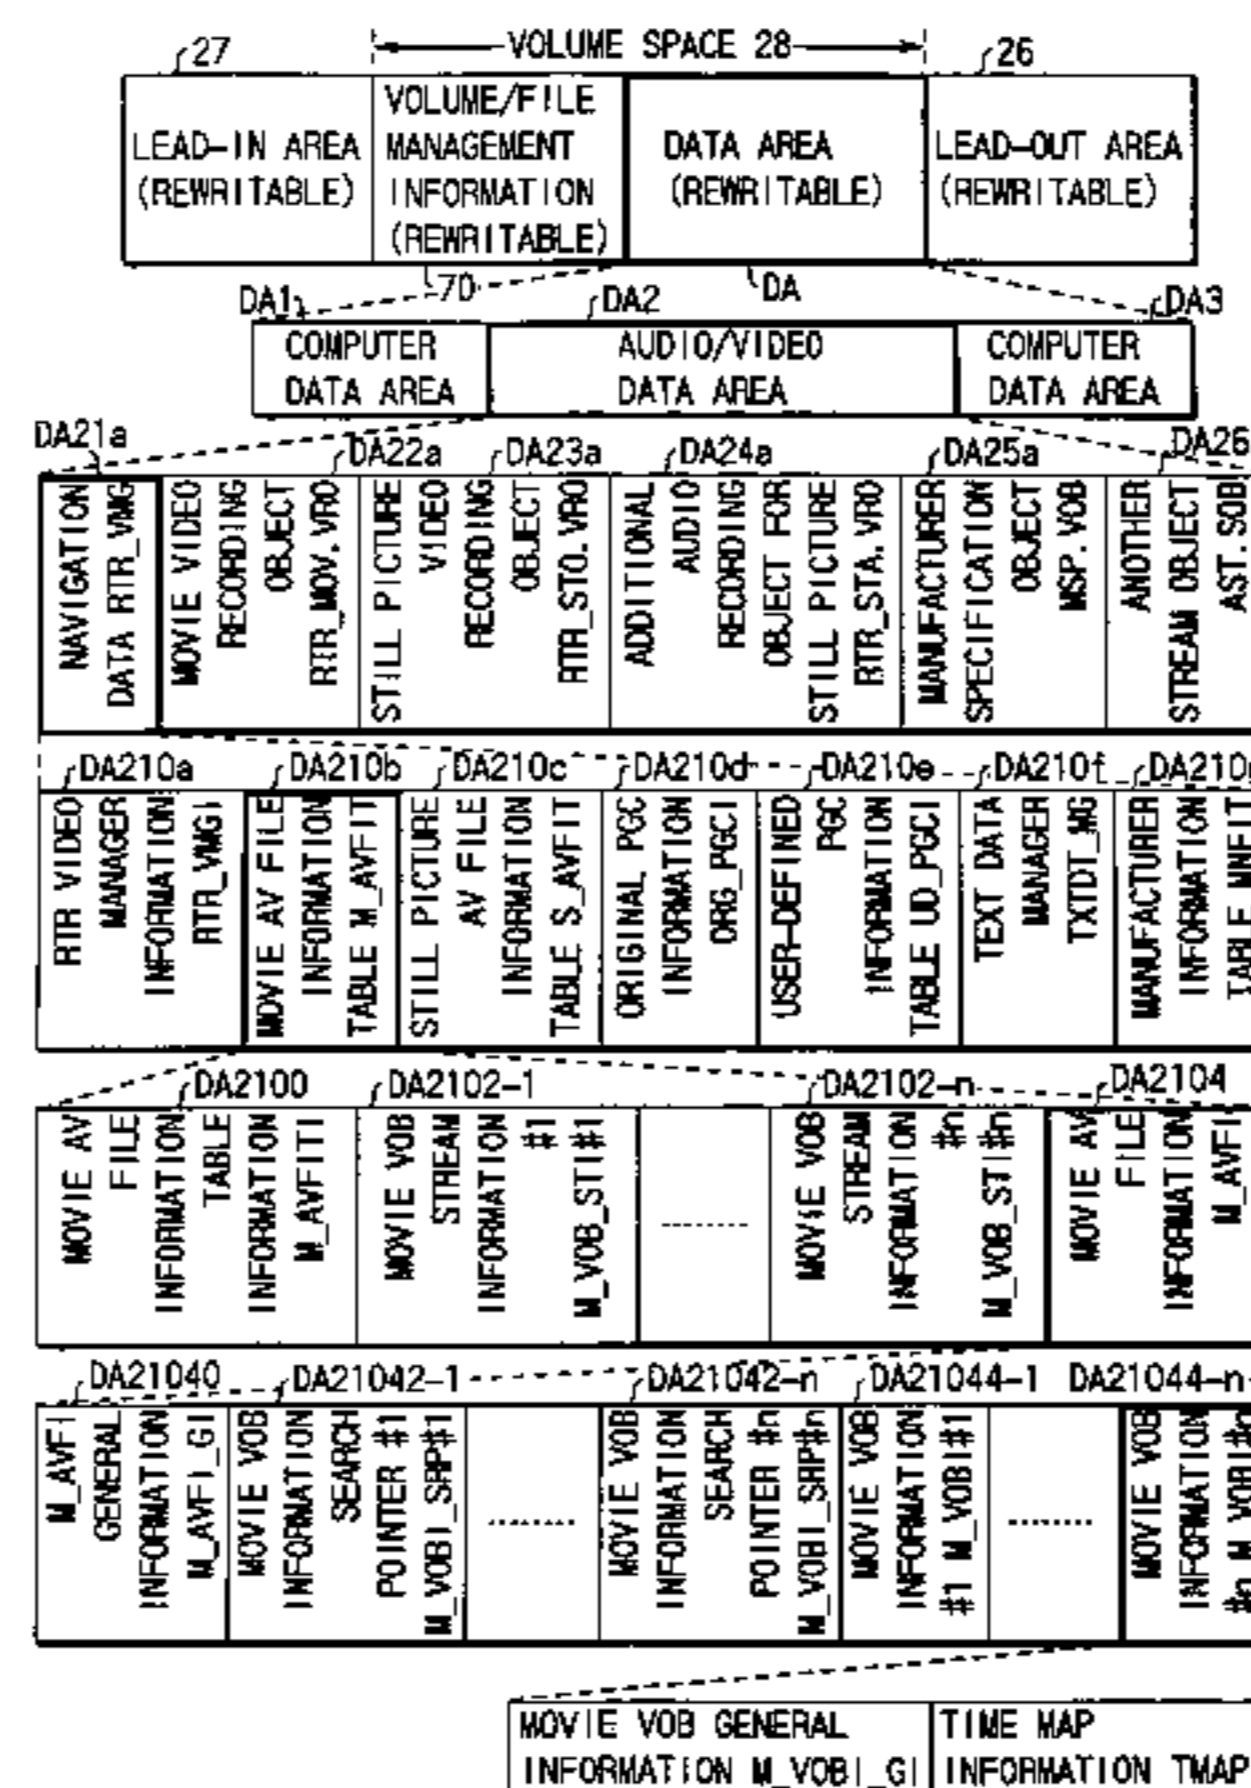 27
VOLUME SPACE 28
26
LEAD-IN AREA
(REWRITABLE)
VOLUME/FILE
MANAGEMENT
INFORMATION
(REWRITABLE)
DATA AREA
(REWRITABLE)
LEAD-OUT AREA
(REWRITABLE)
70
DA
DA1
DA2
DA3
COMPUTER
DATA AREA
AUDIO/VIDEO
DATA AREA
COMPUTER
DATA AREA
DA21a
DA22a
DA23a
DA24a
DA25a
DA26
NAVIGATION
DATA RTR_VMG
MOVIE VIDEO
RECORDING
OBJECT
RTR_MOV.VRO
STILL PICTURE
VIDEO
RECORDING
OBJECT
RTR_STO.VRO
ADDITIONAL
AUDIO
RECORDING
OBJECT FOR
STILL PICTURE
RTR_STA.VRO
MANUFACTURER
SPECIFICATION
OBJECT
MSP.VOB
ANOTHER
STREAM OBJECT
AST.SOB
DA210a
DA210b
DA210c
DA210d
DA210e
DA210f
RTR VIDEO
MANAGER
INFORMATION
RTR_VMGI
MOVIE AV FILE
INFORMATION
TABLE M_AVFIT
STILL PICTURE
AV FILE
INFORMATION
TABLE S_AVFIT
ORIGINAL PGC
INFORMATION
ORG_PGCI
USER-DEFINED
PGC
INFORMATION
TABLE UD_PGCI
TEXT DATA
MANAGER
TXTDT_MG
MANUFACTURER
INFORMATION
TABLE MNFIT
DA2100
DA2102-1
DA2102-n
DA2104
MOVIE AV
FILE
INFORMATION
TABLE
INFORMATION
M_AVFITI
MOVIE VOB
STREAM
INFORMATION
#1
M_VOB_STI#1
MOVIE VOB
STREAM
INFORMATION
#n
M_VOB_STI#n
MOVIE AV
FILE
INFORMATION
M_AVFI
DA21040
DA21042-1
DA21042-n
DA21044-1
DA21044-n
M_AVFI
GENERAL
INFORMATION
M_AVFI_GI
MOVIE VOB
INFORMATION
SEARCH
POINTER #1
M_VOBI_SRP#1
MOVIE VOB
INFORMATION
SEARCH
POINTER #n
M_VOBI_SRP#n
MOVIE VOB
INFORMATION
#1 M_VOBI#1
MOVIE VOB
INFORMATION
#n M_VOBI#n
MOVIE VOB GENERAL
INFORMATION M_VOBI_GI
TIME MAP
INFORMATION TMAP